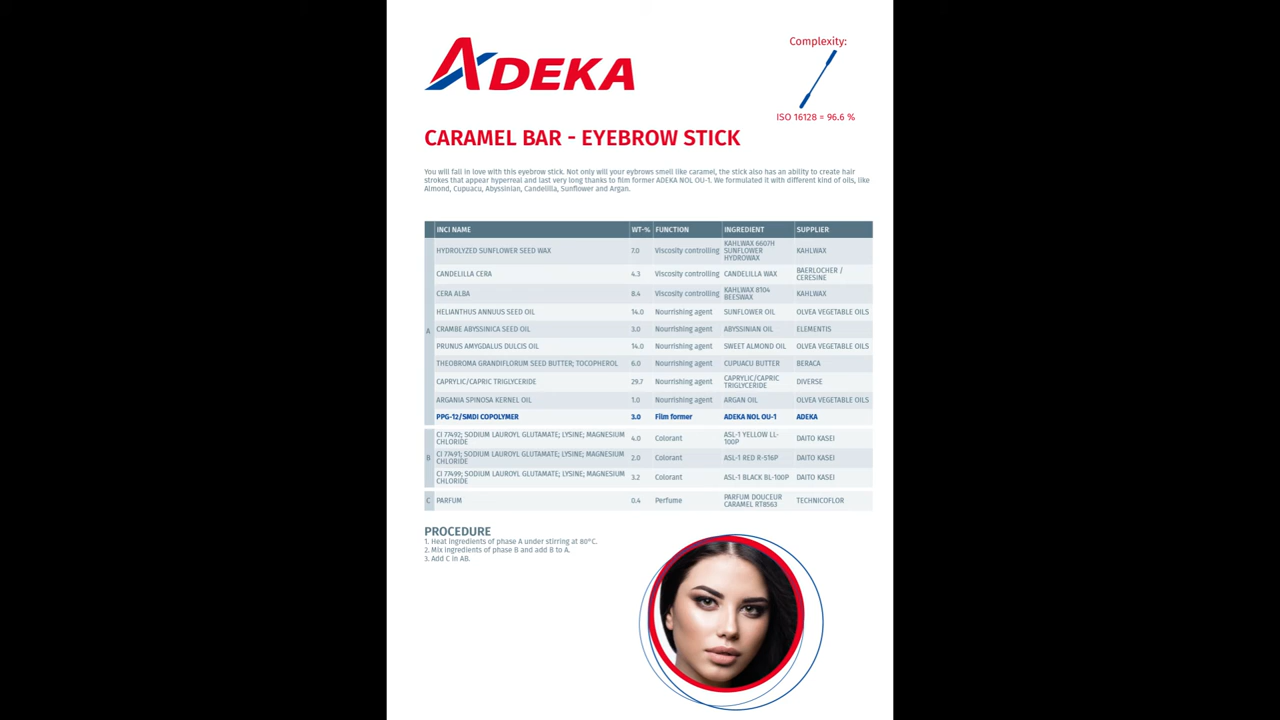 ADEKA
Complexity:
ISO 16128 = 96.6 %
CARAMEL BAR - EYEBROW STICK
You will fall in love with this eyebrow stick. Not only will your eybrows smell like caramel, the stick also has an ability to create hair
strokes that appear hyperreal and last very long thanks to film former ADEKA NOL OU-1. We formulated it with different kind of oils, like
Almond, Cupuacu, Abyssinian, Candelilla, Sunflower and Argan.
INCI NAME WT-% FUNCTION INGREDIENT SUPPLIER
A
HYDROLYZED SUNFLOWER SEED WAX 7.0 Viscosity controlling KAHLWAX 6607H
SUNFLOWER
HYDROWAX KAHLWAX
CANDELILLA CERA 4.3 Viscosity controlling CANDELILLA WAX BAERLOCHER /
CERESINE
CERA ALBA 8.4 Viscosity controlling KAHLWAX 8104
BEESWAX KAHLWAX
HELIANTHUS ANNUUS SEED OIL 14.0 Nourishing agent SUNFLOWER OIL OLVEA VEGETABLE OILS
CRAMBE ABYSSINICA SEED OIL 3.0 Nourrishing agent ABYSSINIAN OIL ELEMENTIS
PRUNUS AMYGDALUS DULCIS OIL 14.0 Nourrishing agent SWEET ALMOND OIL OLVEA VEGETABLE OILS
THEOBROMA GRANDIFLORUM SEED BUTTER; TOCOPHEROL 6.0 Nourrishing agent CUPUACU BUTTER BERACA
CAPRYLIC/CAPRIC TRIGLYCERIDE 29.7 Nourrishing agent CAPRYLIC/CAPRIC
TRIGLYCERIDE DIVERSE
ARGANIA SPINOSA KERNEL OIL 1.0 Nourrishing agent ARGAN OIL OLVEA VEGETABLE OILS
PPG-12/SMDI COPOLYMER 3.0 Film former ADEKA NOL OU-1 ADEKA
B
CI 77492; SODIUM LAUROYL GLUTAMATE; LYSINE; MAGNESIUM
CHLORIDE 4.0 Colorant ASL-1 YELLOW LL-
100P DAITO KASEI
CI 77491; SODIUM LAUROYL GLUTAMATE; LYSINE; MAGNESIUM
CHLORIDE 2.0 Colorant ASL-1 RED R-516P DAITO KASEI
CI 77499; SODIUM LAUROYL GLUTAMATE; LYSINE; MAGNESIUM
CHLORIDE 3.2 Colorant ASL-1 BLACK BL-100P DAITO KASEI
C
PARFUM 0.4 Perfume PARFUM DOUCEUR
CARAMEL RT8563 TECHNICOFLOR
PROCEDURE
1. Heat ingredients of phase A under stirring at 80°C.
2. Mix ingredients of phase B and add B to A.
3. Add C in AB.